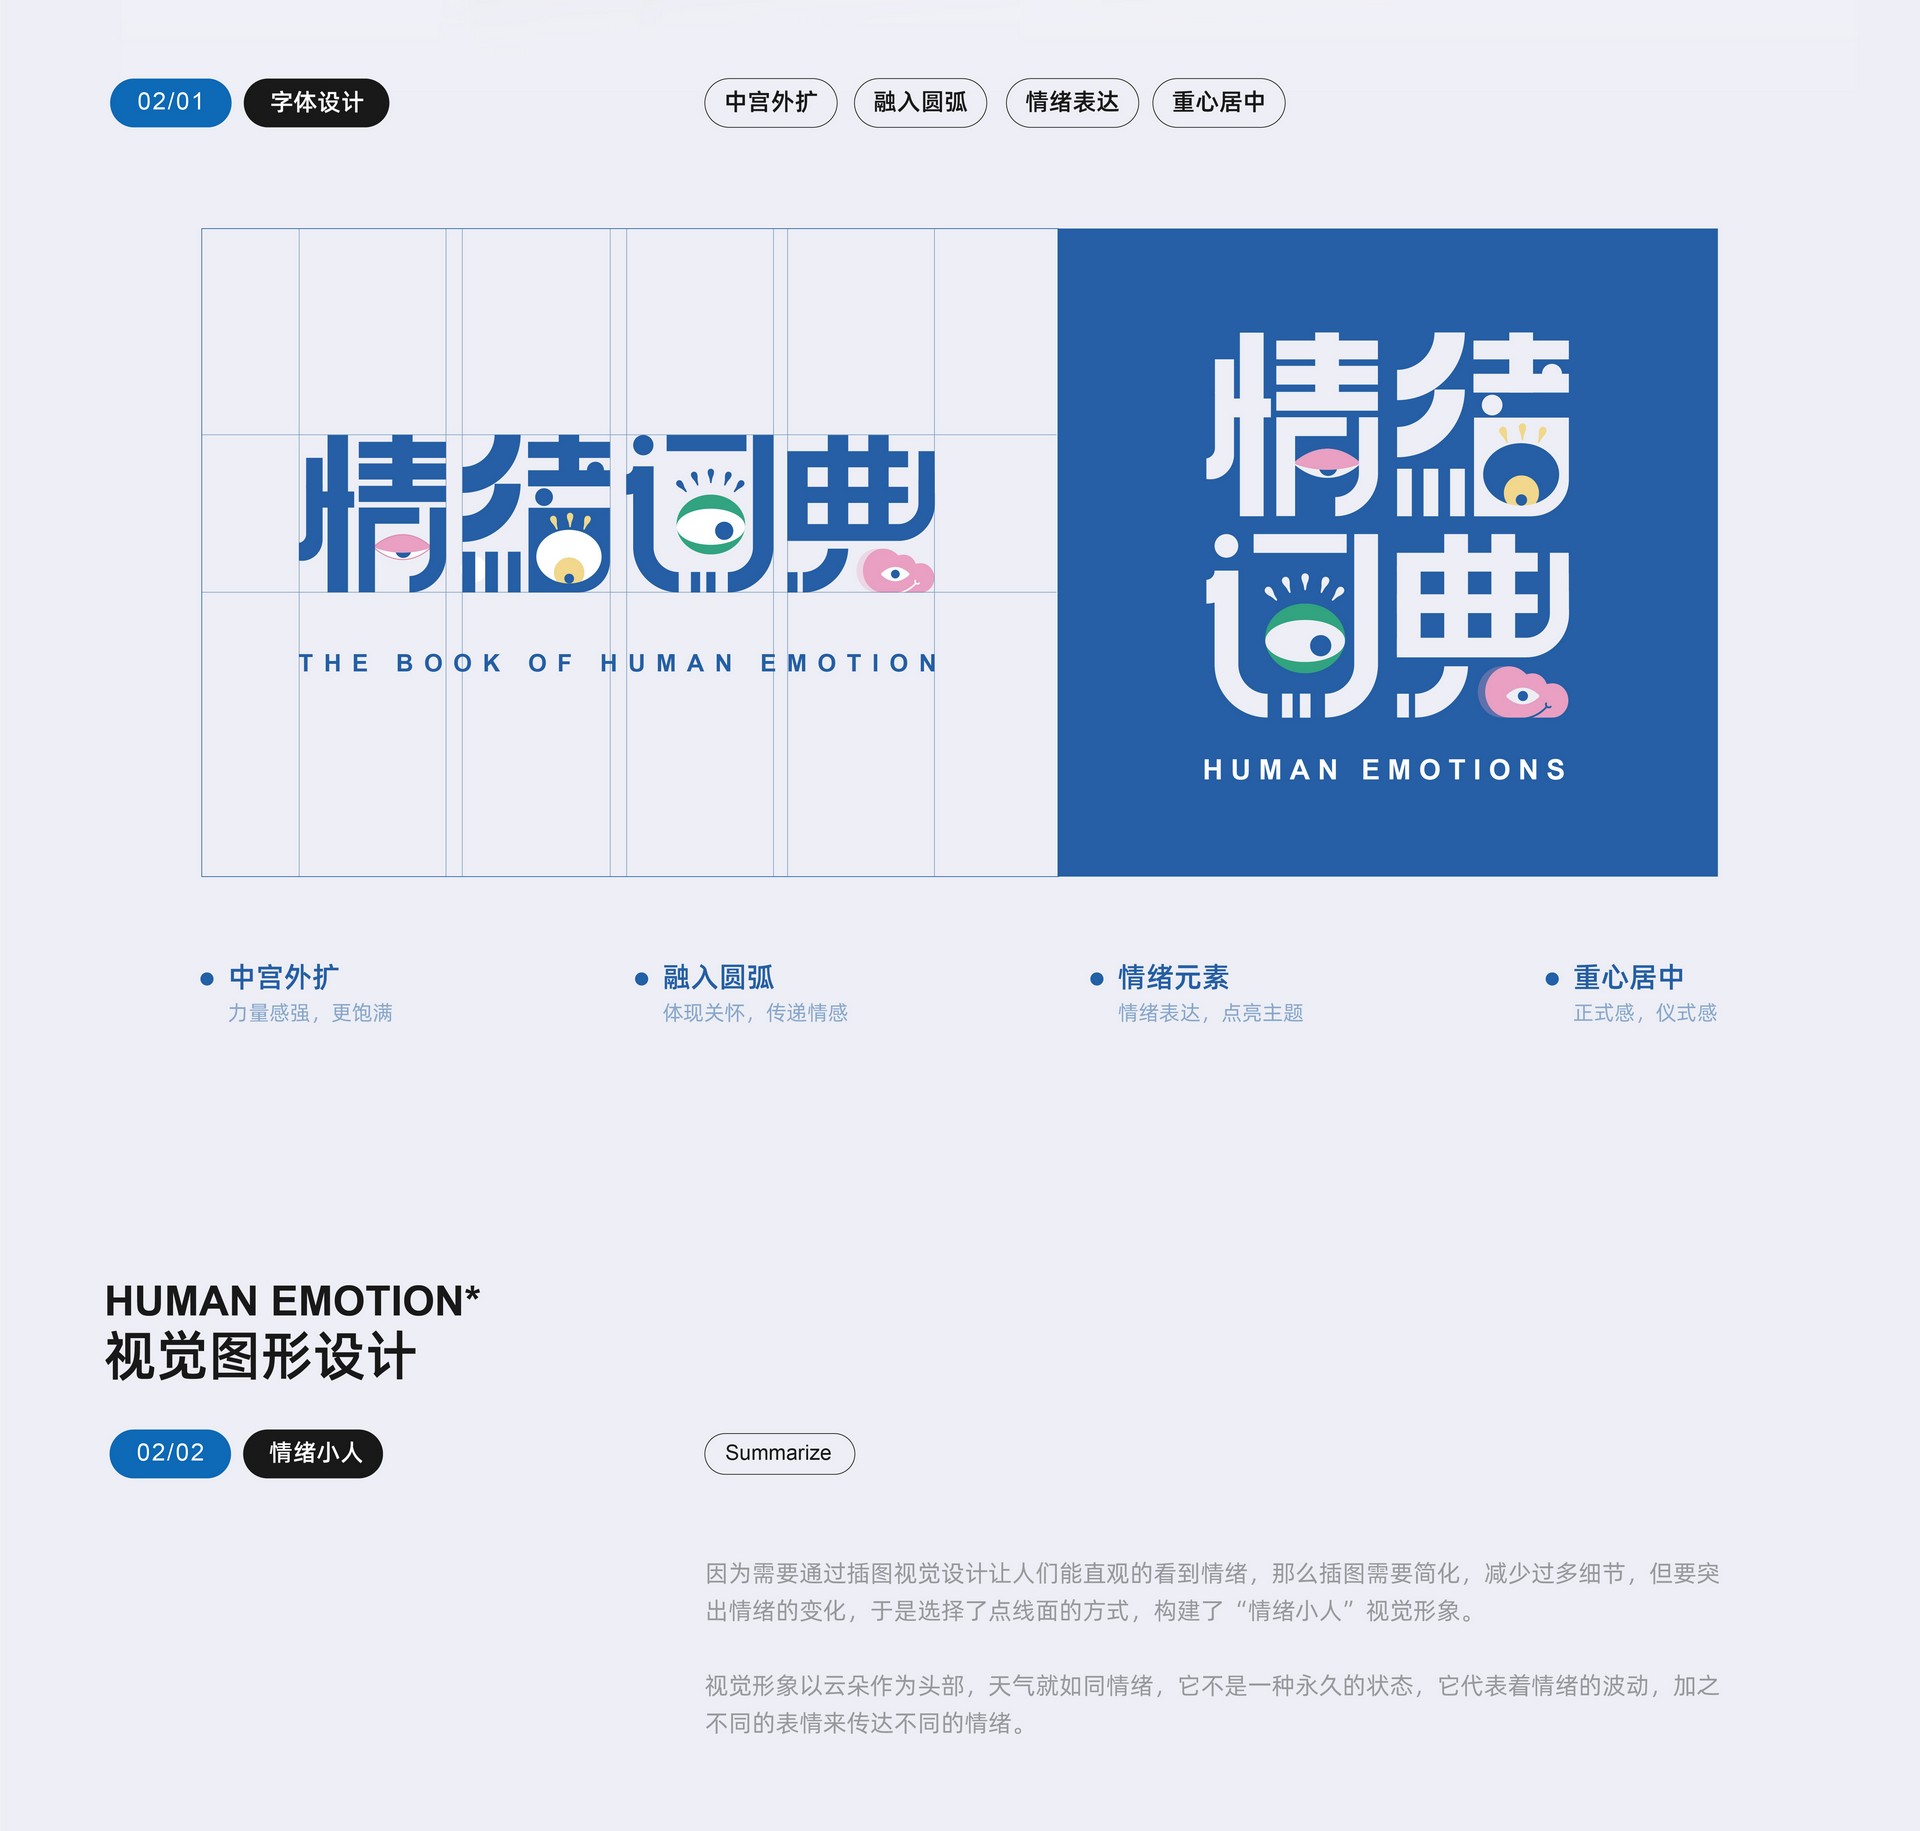 02/01 字体设计 中宫外扩 融入圆弧 情绪表达 重心居中
情绪词典
THE BOOK OF HUMAN EMOTION
情绪
词典
HUMAN EMOTIONS
中宫外扩
力量感强，更饱满
融入圆弧
体现关怀，传递情感
情绪元素
情绪表达，点亮主题
重心居中
正式感，仪式感
HUMAN EMOTION*
视觉图形设计
02/02 情绪小人 Summarize
因为需要通过插图视觉设计让人们能直观的看到情绪，那么插图需要简化，减少过多细节，但要突
出情绪的变化，于是选择了点线面的方式，构建了“情绪小人”视觉形象。
视觉形象以云朵作为头部，天气就如同情绪，它不是一种永久的状态，它代表着情绪的波动，加之
不同的表情来传达不同的情绪。